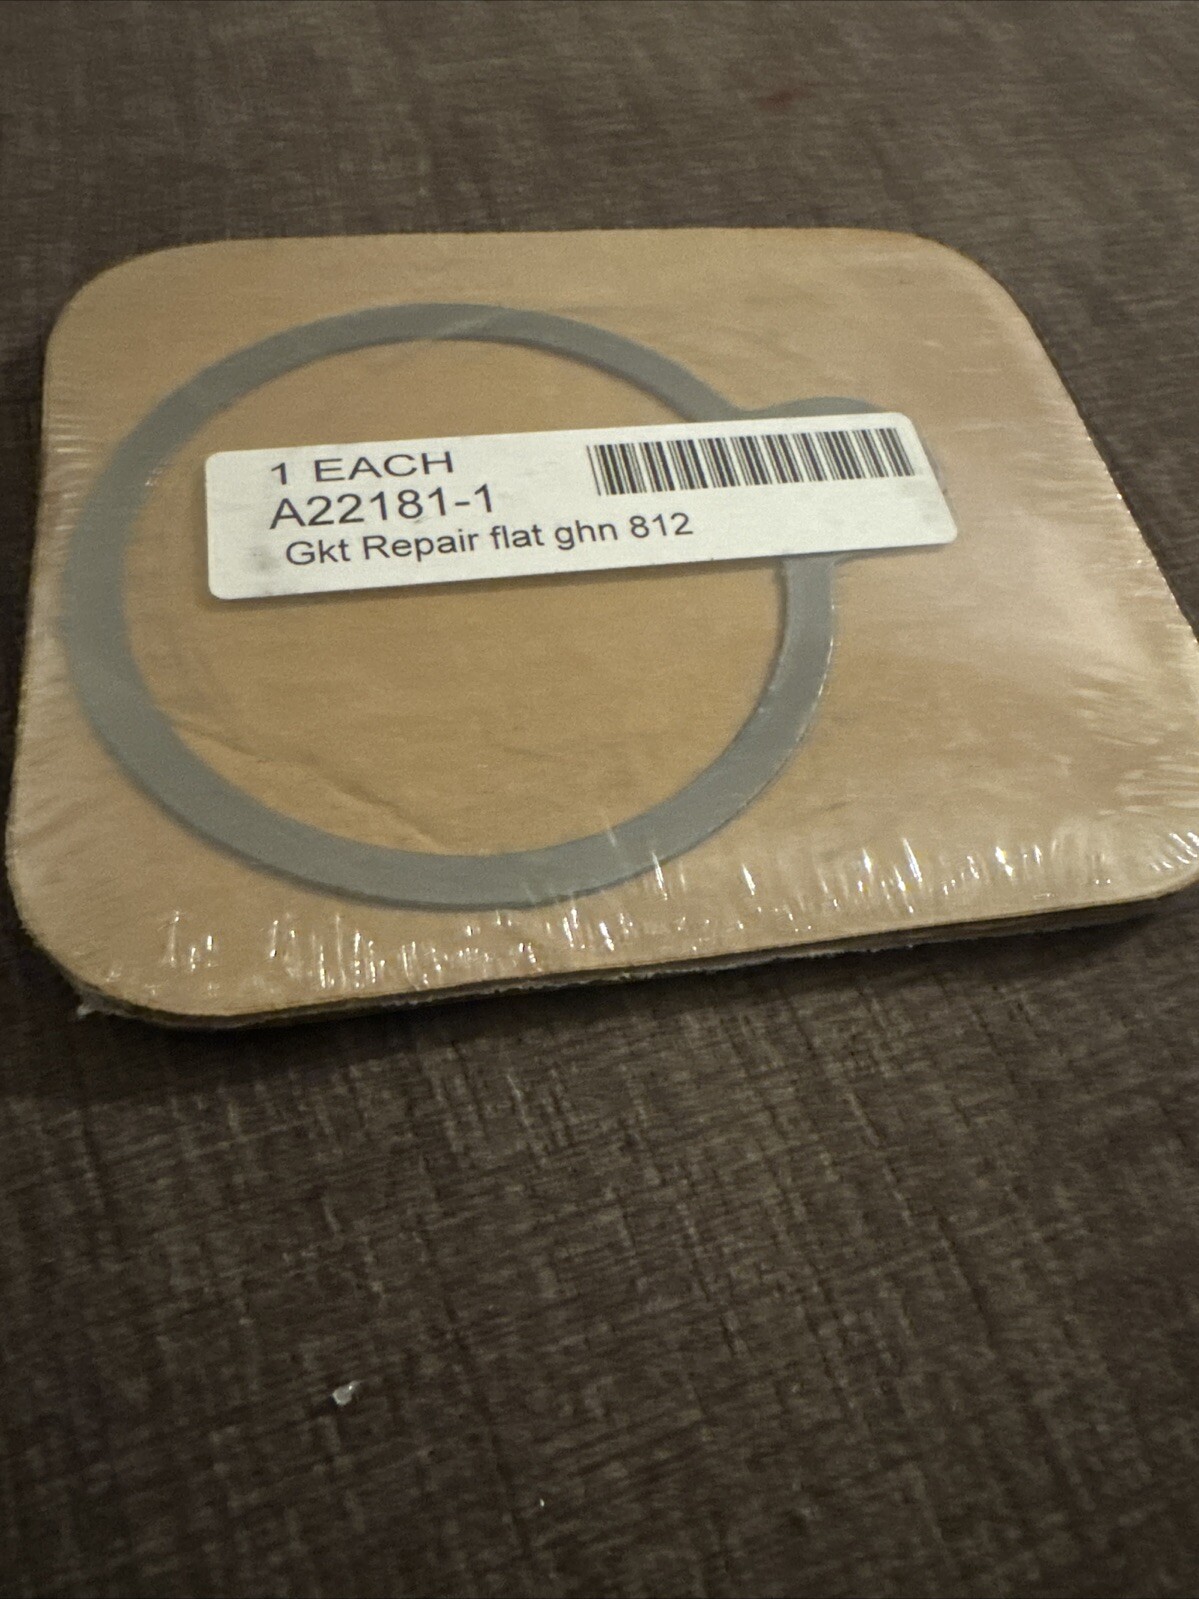 1 EACH
A22181-1
Gkt Repair flat ghn 812